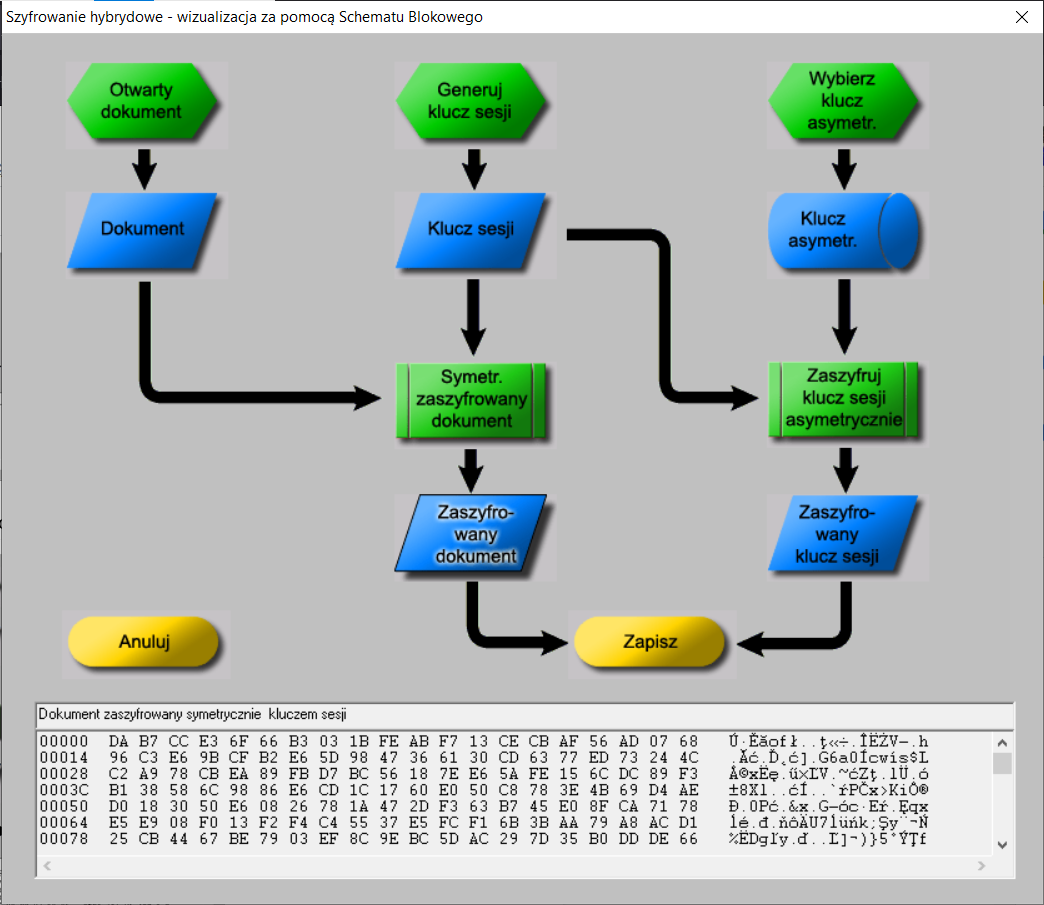 Szyfrowanie hybrydowe - wizualizacja za pomocą Schematu Blokowego
Otwarty
dokument
Generuj
klucz sesji
Wybierz
klucz
asymetr.
Dokument
Klucz sesji
Klucz
asymetr.
Symetr.
zaszyfrowany
dokument
Zaszyfruj
klucz sesji
asymetrycznie
Zaszyfro-
wany
dokument
Zaszyfro-
wany
klucz sesji
Anuluj
Zapisz
Dokument zaszyfrowany symetrycznie kluczem sesji
00000 DA B7 CC E3 6F 66 B3 03 1B FE AB F7 13 CE CB AF 56 AD 07 68
00014 96 C3 E6 9B CF B2 E6 5D 98 47 36 61 30 CD 63 77 ED 73 24 4C
00028 C2 A9 78 CB EA 89 FB D7 BC 56 18 7E E6 5A FE 15 6C DC 89 F3
0003C B1 38 58 6C 98 86 E6 CD 1C 17 60 E0 50 C8 78 3E 4B 69 D4 AE
00050 D0 18 30 50 E6 08 26 78 1A 47 2D F3 63 B7 45 E0 8F CA 71 78
00064 E5 E9 08 F0 13 F2 F4 C4 55 37 E5 FC F1 6B 3B AA 79 A8 AC D1
00078 25 CB 44 67 BE 79 03 EF 8C 9E BC 5D AC 29 7D 35 B0 DD DE 66